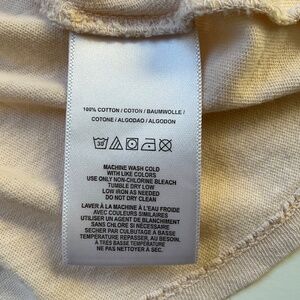 100% COTTON / COTON / BAUMWOLLE /
COTONE / ALGODAO / ALGODON
30
MACHINE WASH COLD
WITH LIKE COLORS
USE ONLY NON-CHLORINE BLEACH
TUMBLE DRY LOW
LOW IRON AS NEEDED
DO NOT DRY CLEAN
LAVER À LA MACHINE À L'EAU FROIDE
AVEC COULEURS SIMILAIRES
UTILISER UN AGENT DE BLANCHIMENT
SANS CHLORE SI NÉCESSAIRE
SÉCHER PAR CULBUTAGE À BASSE
TEMPÉRATURE REPASSER, AU BESOIN,
À TRÈS BASSE TEMPÉRATURE
NE PAS NETTOYER À SEC.